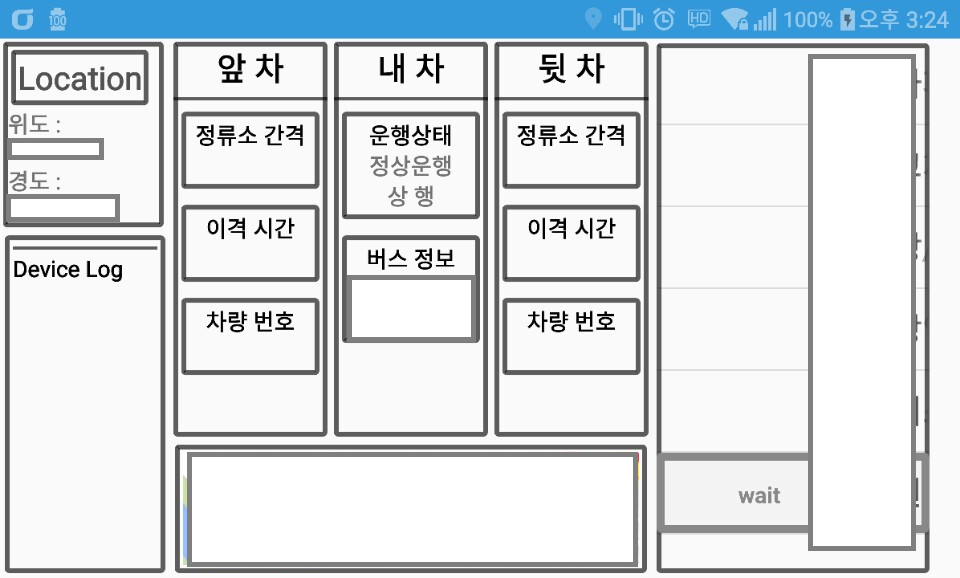 100
HD
100%
오후 3:24
Location
위도 :
경도 :
Device Log
앞 차
정류소 간격
이격 시간
차량 번호
내 차
운행상태
정상운행
상 행
버스 정보
뒷 차
정류소 간격
이격 시간
차량 번호
wait